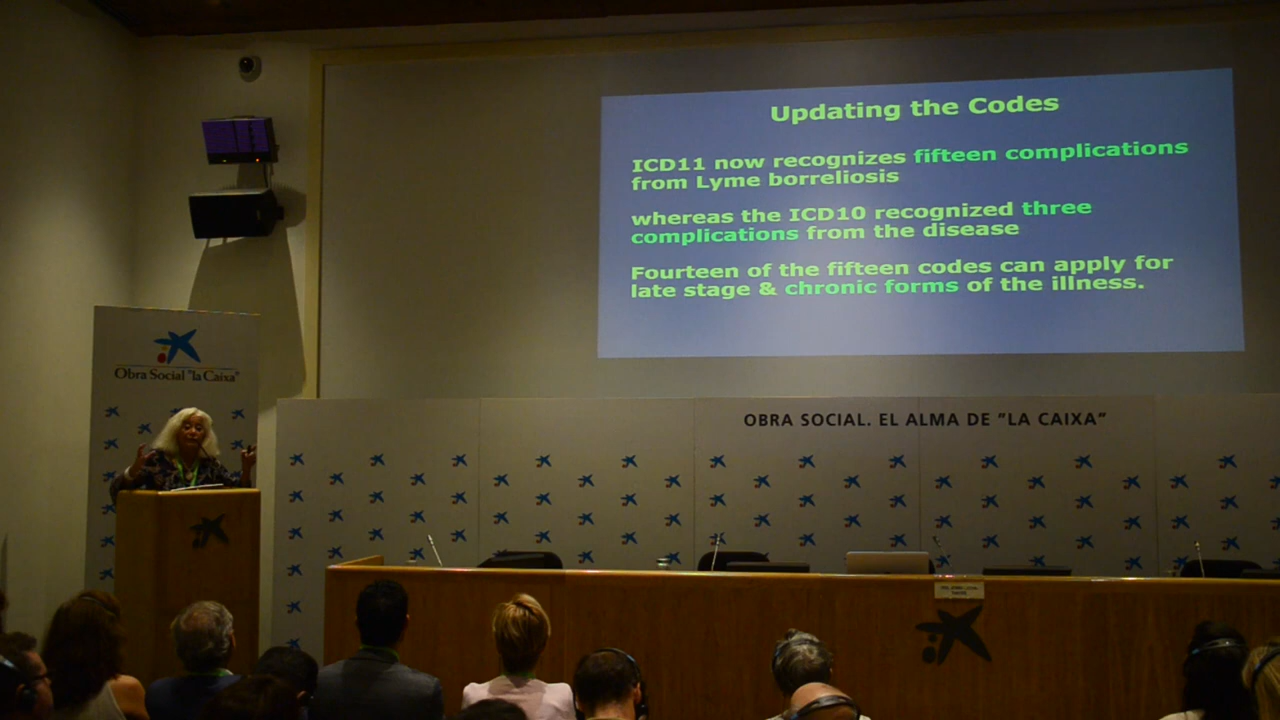 Updating the Codes
ICD11 now recognizes fifteen complications
from Lyme borreliosis
whereas the ICD10 recognized three
complications from the disease
Fourteen of the fifteen codes can apply for
late stage & chronic forms of the illness.
Obra Social "la Caixa"
OBRA SOCIAL. EL ALMA DE "LA CAIXA"